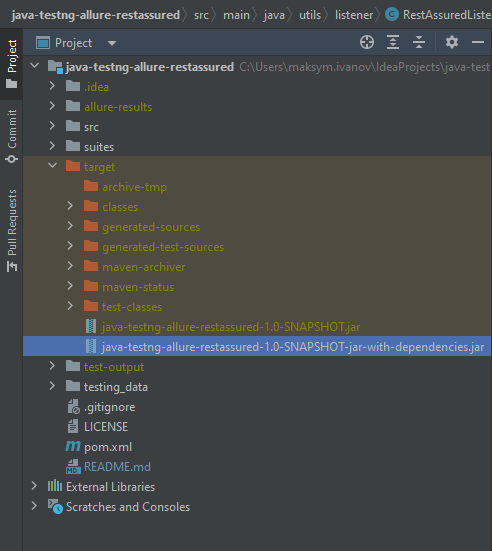 java-testng-allure-restassured > src > main > java > utils > listener > RestAssuredListe
Project
Project
java-testng-allure-restassured C:\Users\maksym.ivanov\IdeaProjects\java-test
.idea
allure-results
src
Commit
suites
target
archive-tmp
Pull Requests
classes
generated-sources
generated-test-sources
maven-archiver
maven-status
test-classes
java-testng-allure-restassured-1.0-SNAPSHOT.jar
java-testng-allure-restassured-1.0-SNAPSHOT-jar-with-dependencies.jar
test-output
testing_data
.gitignore
LICENSE
pom.xml
README.md
External Libraries
Scratches and Consoles